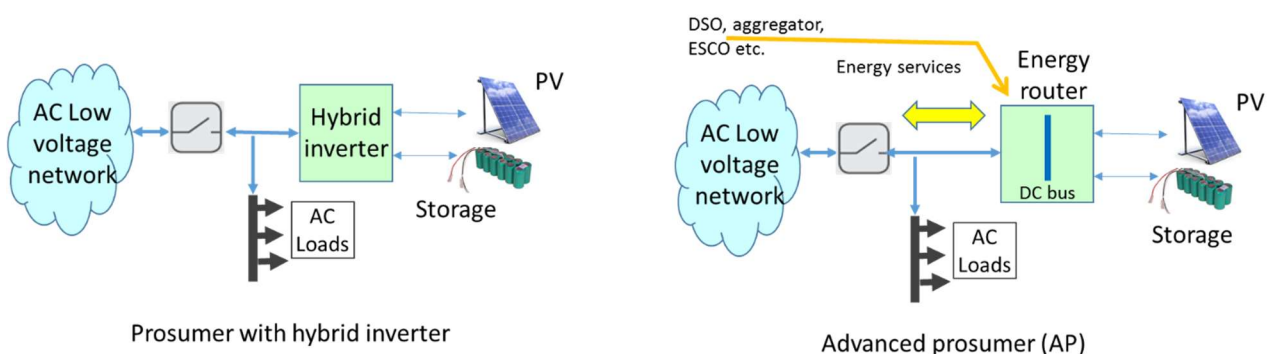 AC Low
voltage
network
Hybrid
inverter
PV
Storage
AC
Loads
Prosumer with hybrid inverter
DSO, aggregator,
ESCO etc.
Energy services
Energy
router
AC Low
voltage
network
DC bus
PV
Storage
AC
Loads
Advanced prosumer (AP)